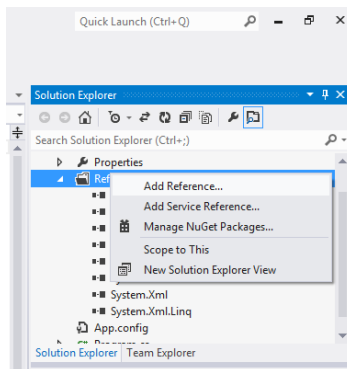 Quick Launch (Ctrl+Q)
Solution Explorer
Search Solution Explorer (Ctrl+;)
Properties
Ref
Add Reference...
Add Service Reference...
Manage NuGet Packages...
Scope to This
New Solution Explorer View
System.Xml
System.Xml.Linq
App.config
Solution Explorer Team Explorer